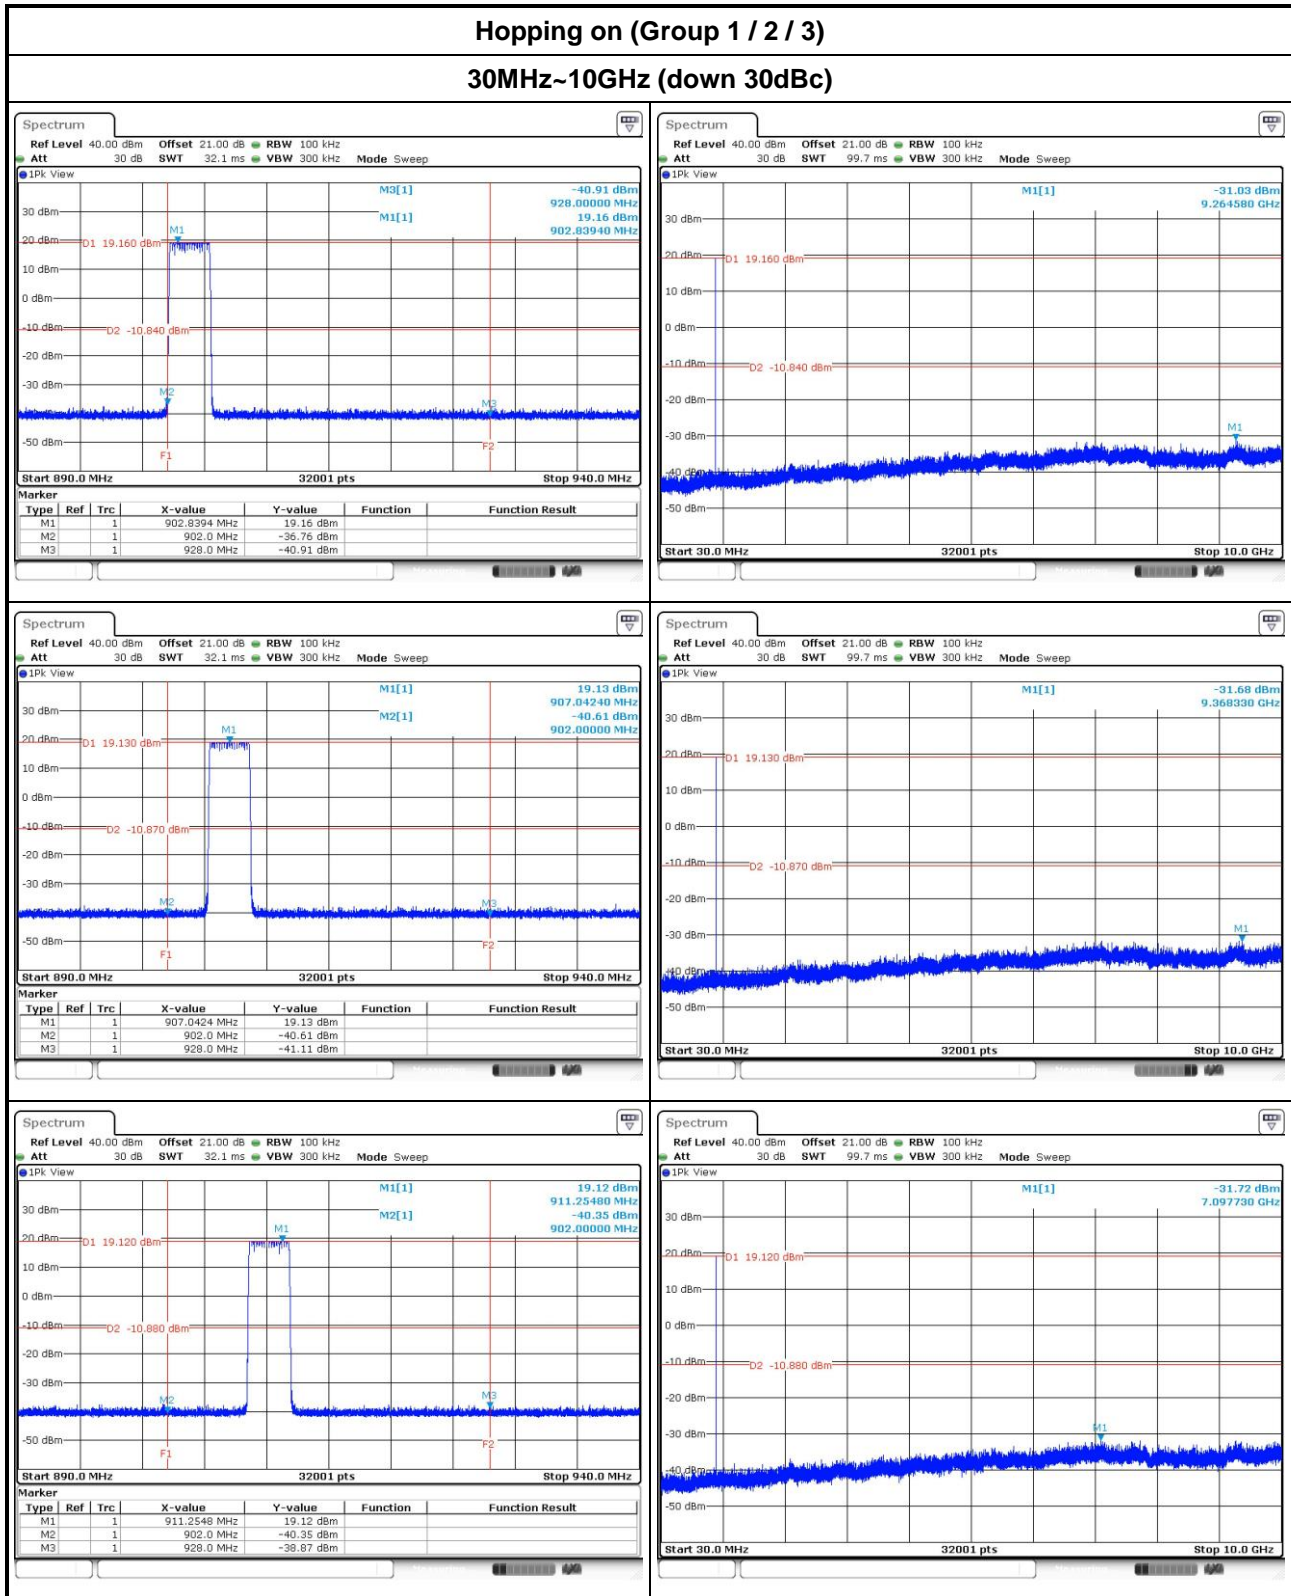 Hopping on (Group 1 / 2 / 3)
30MHz~10GHz (down 30dBc)
Spectrum
Ref Level 40.00 dBm Offset 21.00 dB RBW 100 kHz
Att 30 dB SWT 32.1 ms VBW 300 kHz Mode Sweep
1Pk View
M3[1] -40.91 dBm
928.00000 MHz
M1[1] 19.16 dBm
902.83940 MHz
30 dBm
M1
20 dBm
D1 19.160 dBm
10 dBm
0 dBm
-10 dBm
D2 -10.840 dBm
-20 dBm
-30 dBm
M2
M3
-50 dBm
F1
F2
Start 890.0 MHz 32001 pts Stop 940.0 MHz
Marker
Type Ref Trc X-value Y-value Function Function Result
M1 1 902.8394 MHz 19.16 dBm
M2 1 902.0 MHz -36.76 dBm
M3 1 928.0 MHz -40.91 dBm
Spectrum
Ref Level 40.00 dBm Offset 21.00 dB RBW 100 kHz
Att 30 dB SWT 99.7 ms VBW 300 kHz Mode Sweep
1Pk View
M1[1] -31.03 dBm
9.264580 GHz
30 dBm
20 dBm
D1 19.160 dBm
10 dBm
0 dBm
-10 dBm
D2 -10.840 dBm
-20 dBm
-30 dBm
M1
-40 dBm
-50 dBm
Start 30.0 MHz 32001 pts Stop 10.0 GHz
Spectrum
Ref Level 40.00 dBm Offset 21.00 dB RBW 100 kHz
Att 30 dB SWT 32.1 ms VBW 300 kHz Mode Sweep
1Pk View
M1[1] 19.13 dBm
907.04240 MHz
M2[1] -40.61 dBm
902.00000 MHz
30 dBm
M1
20 dBm
D1 19.130 dBm
10 dBm
0 dBm
-10 dBm
D2 -10.870 dBm
-20 dBm
-30 dBm
M2
M3
-50 dBm
F1
F2
Start 890.0 MHz 32001 pts Stop 940.0 MHz
Marker
Type Ref Trc X-value Y-value Function Function Result
M1 1 907.0424 MHz 19.13 dBm
M2 1 902.0 MHz -40.61 dBm
M3 1 928.0 MHz -41.11 dBm
Spectrum
Ref Level 40.00 dBm Offset 21.00 dB RBW 100 kHz
Att 30 dB SWT 99.7 ms VBW 300 kHz Mode Sweep
1Pk View
M1[1] -31.68 dBm
9.368330 GHz
30 dBm
20 dBm
D1 19.130 dBm
10 dBm
0 dBm
-10 dBm
D2 -10.870 dBm
-20 dBm
-30 dBm
M1
-40 dBm
-50 dBm
Start 30.0 MHz 32001 pts Stop 10.0 GHz
Spectrum
Ref Level 40.00 dBm Offset 21.00 dB RBW 100 kHz
Att 30 dB SWT 32.1 ms VBW 300 kHz Mode Sweep
1Pk View
M1[1] 19.12 dBm
911.25480 MHz
M2[1] -40.35 dBm
902.00000 MHz
30 dBm
M1
20 dBm
D1 19.120 dBm
10 dBm
0 dBm
-10 dBm
D2 -10.880 dBm
-20 dBm
-30 dBm
M2
M3
-50 dBm
F1
F2
Start 890.0 MHz 32001 pts Stop 940.0 MHz
Marker
Type Ref Trc X-value Y-value Function Function Result
M1 1 911.2548 MHz 19.12 dBm
M2 1 902.0 MHz -40.35 dBm
M3 1 928.0 MHz -38.87 dBm
Spectrum
Ref Level 40.00 dBm Offset 21.00 dB RBW 100 kHz
Att 30 dB SWT 99.7 ms VBW 300 kHz Mode Sweep
1Pk View
M1[1] -31.72 dBm
7.097730 GHz
30 dBm
20 dBm
D1 19.120 dBm
10 dBm
0 dBm
-10 dBm
D2 -10.880 dBm
-20 dBm
-30 dBm
M1
-40 dBm
-50 dBm
Start 30.0 MHz 32001 pts Stop 10.0 GHz